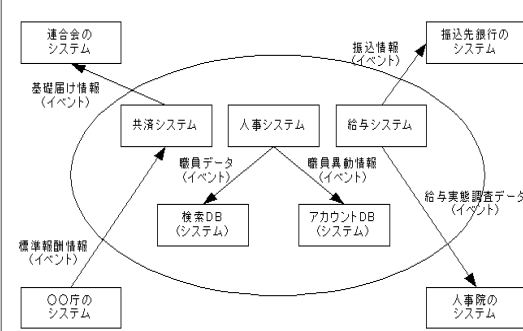 連合会の
システム
振込先銀行の
システム
振込情報
(イベント)
基礎届け情報
(イベント)
共済システム
人事システム
給与システム
職員データ
(イベント)
職員異動情報
(イベント)
給与実態調査データ
(イベント)
検索DB
(システム)
アカウントDB
(システム)
標準報酬情報
(イベント)
〇〇庁の
システム
人事院の
システム